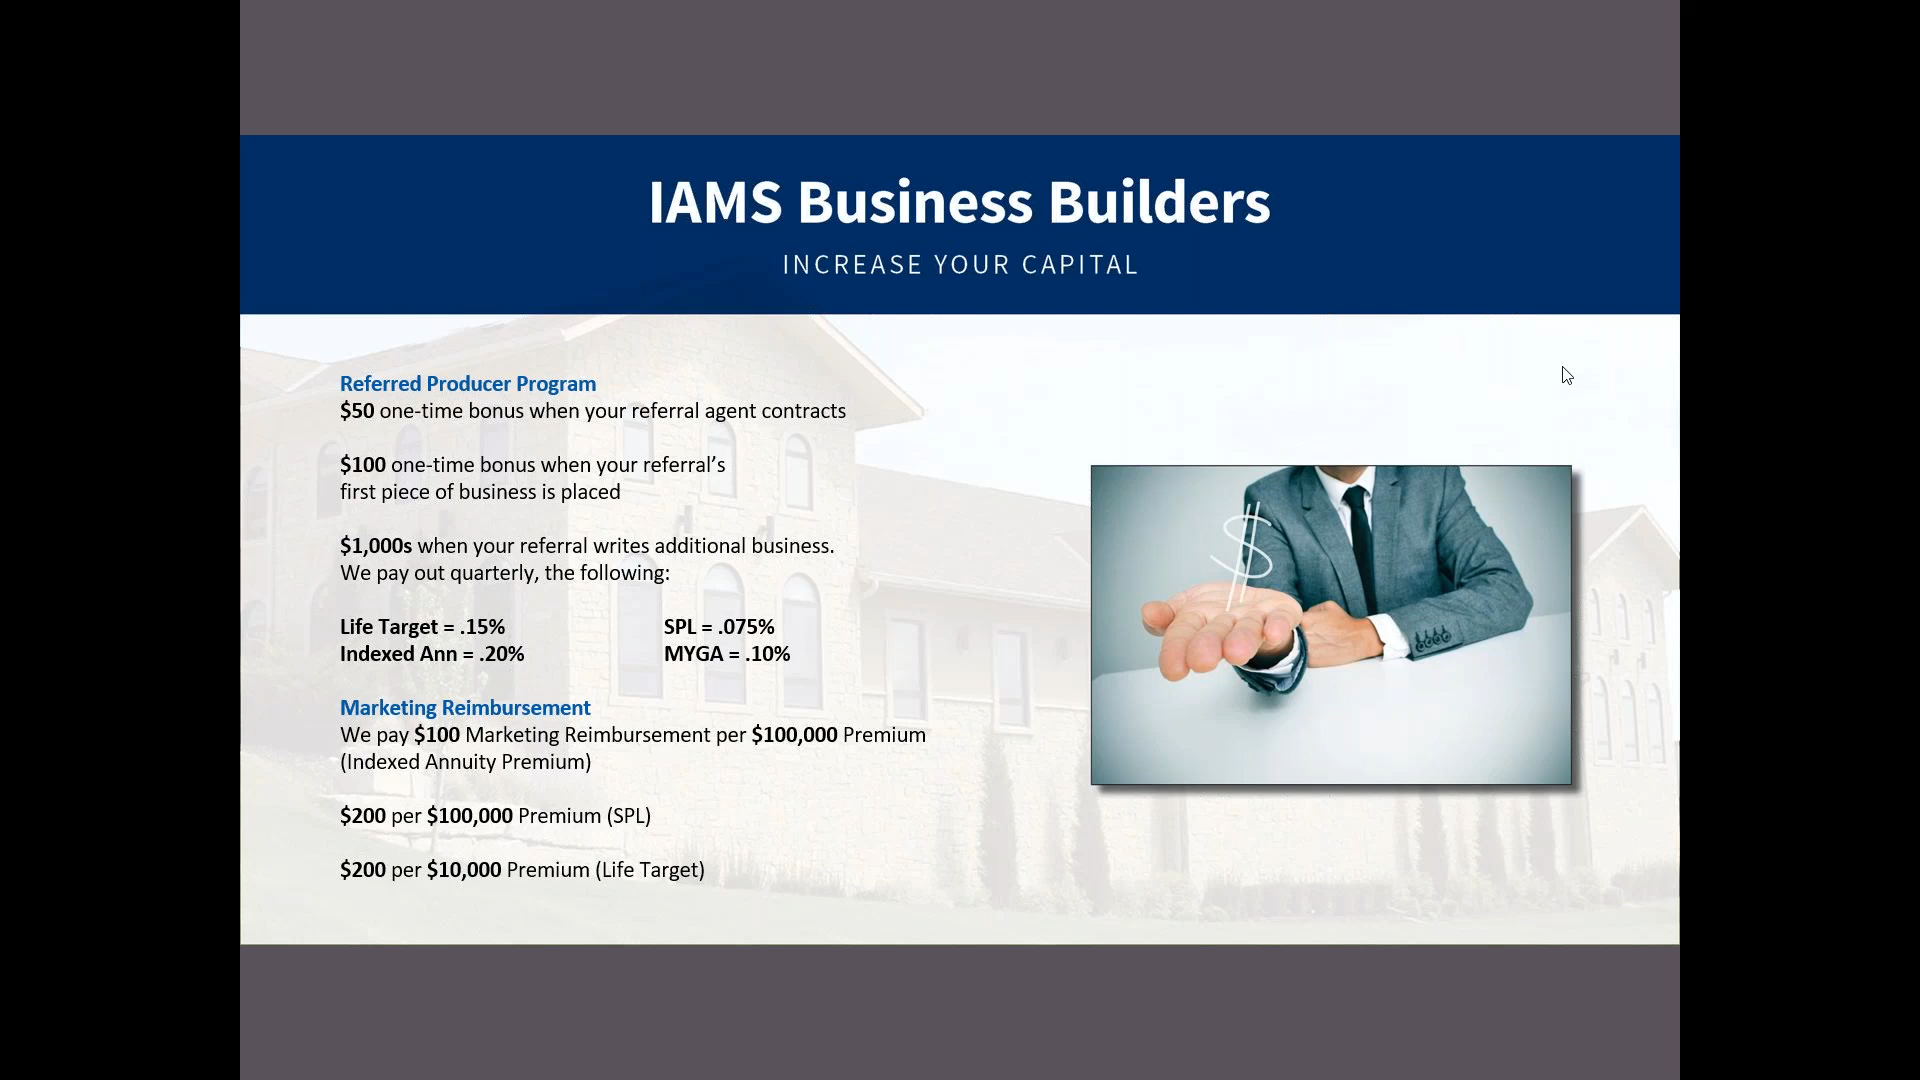 IAMS Business Builders
INCREASE YOUR CAPITAL
Referred Producer Program
$50 one-time bonus when your referral agent contracts
$100 one-time bonus when your referral’s
first piece of business is placed
$1,000s when your referral writes additional business.
We pay out quarterly, the following:
Life Target = .15% SPL = .075%
Indexed Ann = .20% MYGA = .10%
Marketing Reimbursement
We pay $100 Marketing Reimbursement per $100,000 Premium
(Indexed Annuity Premium)
$200 per $100,000 Premium (SPL)
$200 per $10,000 Premium (Life Target)
$